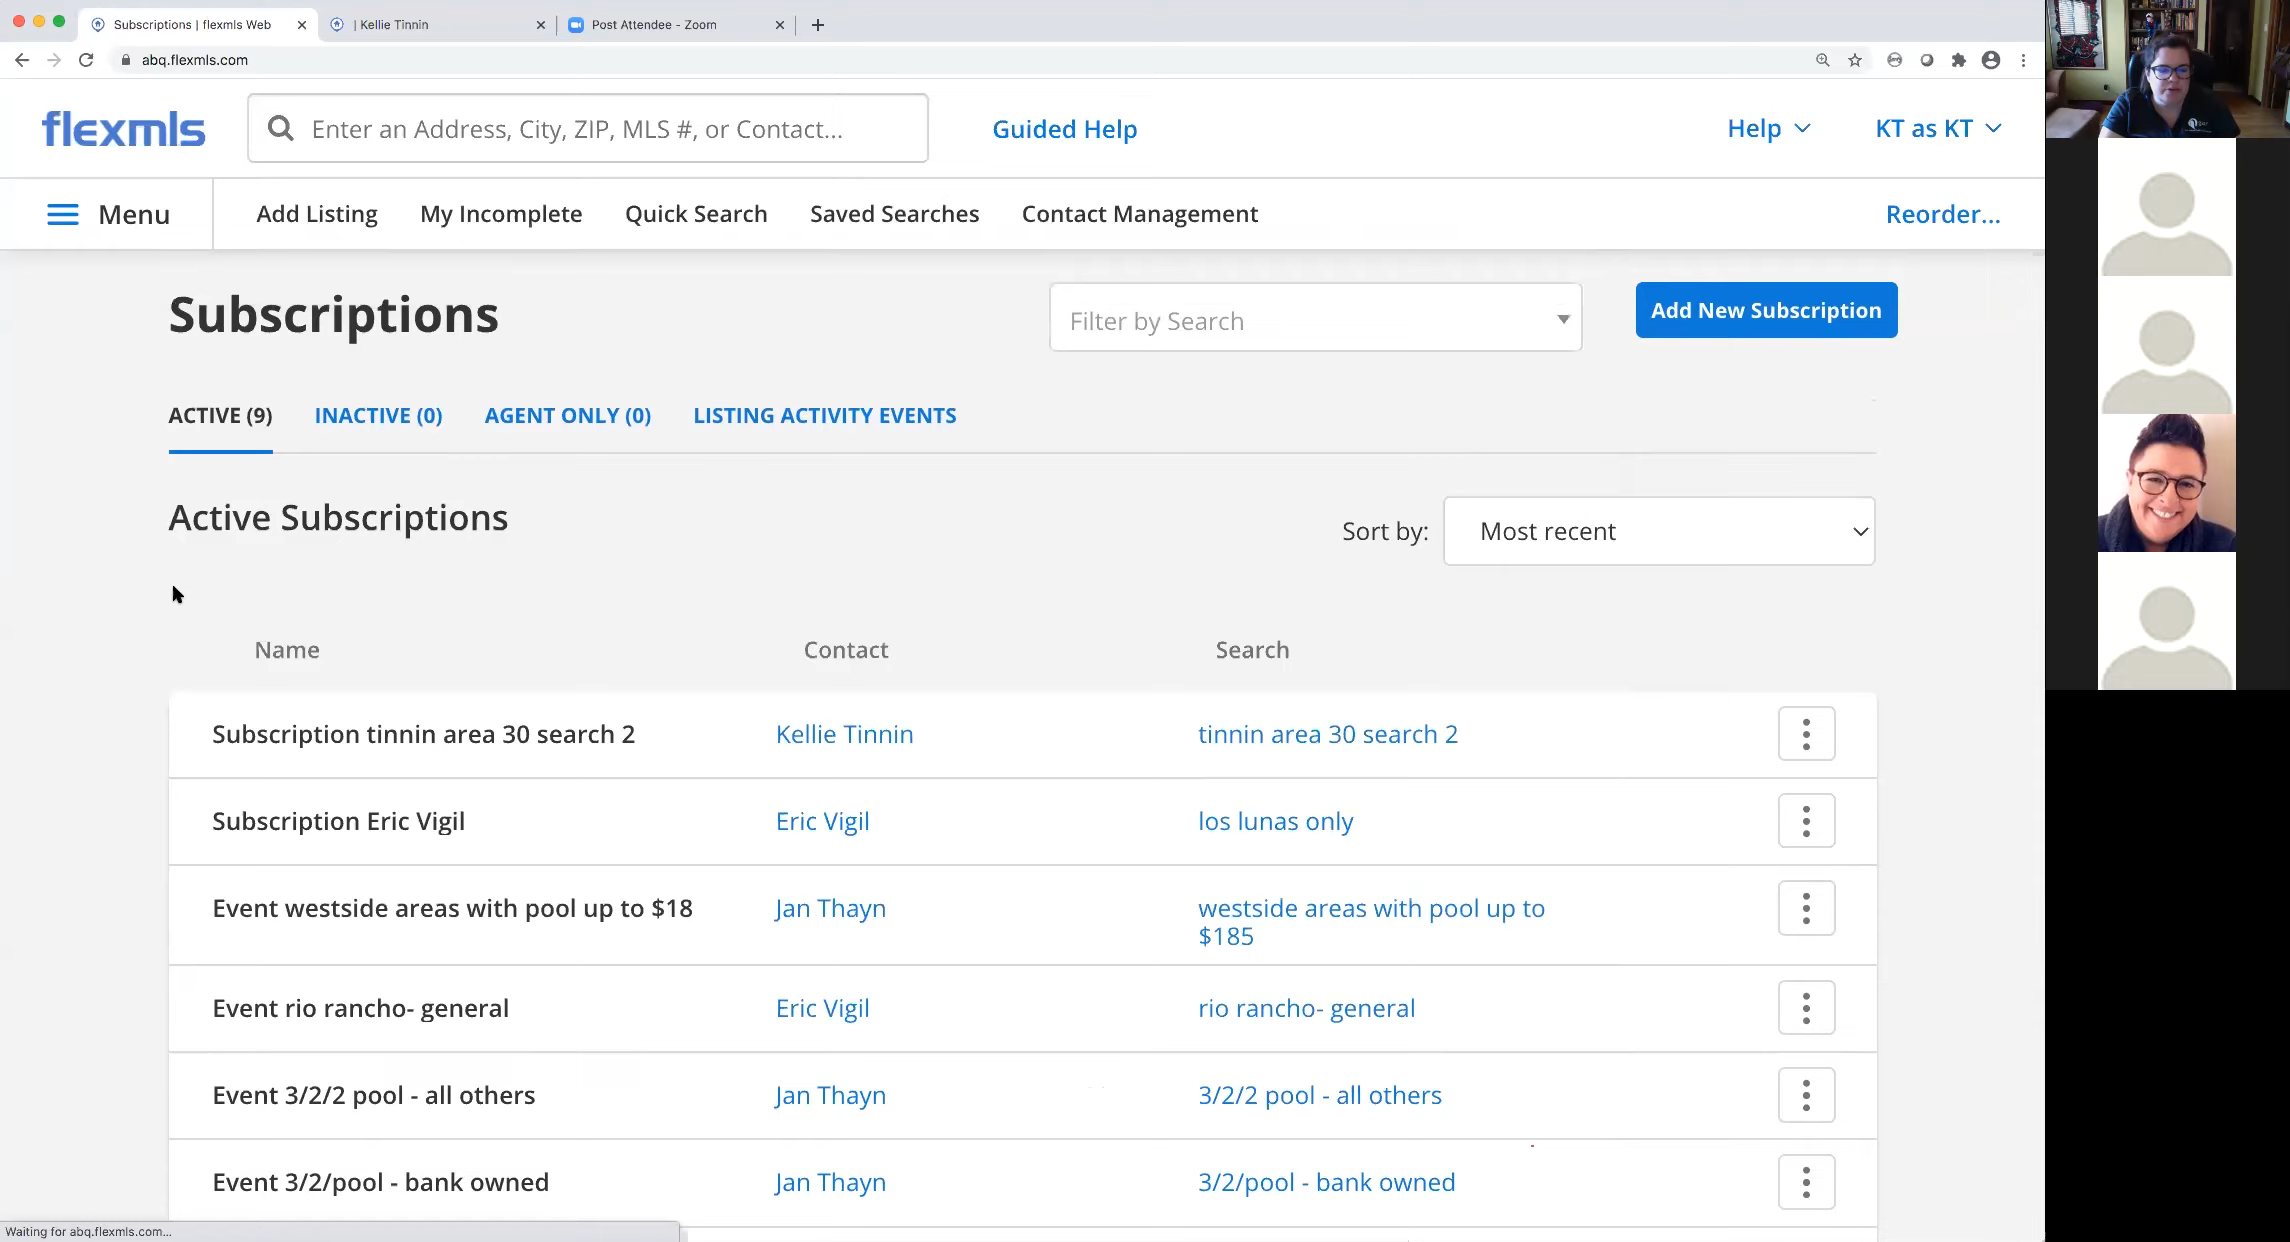 Subscriptions | flexmls Web
| Kellie Tinnin
Post Attendee - Zoom
abq.flexmls.com
flexmls
Enter an Address, City, ZIP, MLS #, or Contact...
Guided Help
Help
KT as KT
Menu
Add Listing
My Incomplete
Quick Search
Saved Searches
Contact Management
Reorder...
Subscriptions
Filter by Search
Add New Subscription
ACTIVE (9)
INACTIVE (0)
AGENT ONLY (0)
LISTING ACTIVITY EVENTS
Active Subscriptions
Sort by:
Most recent
Name
Contact
Search
Subscription tinnin area 30 search 2
Kellie Tinnin
tinnin area 30 search 2
Subscription Eric Vigil
Eric Vigil
los lunas only
Event westside areas with pool up to $18
Jan Thayn
westside areas with pool up to
$185
Event rio rancho- general
Eric Vigil
rio rancho- general
Event 3/2/2 pool - all others
Jan Thayn
3/2/2 pool - all others
Event 3/2/pool - bank owned
Jan Thayn
3/2/pool - bank owned
Waiting for abq.flexmls.com...